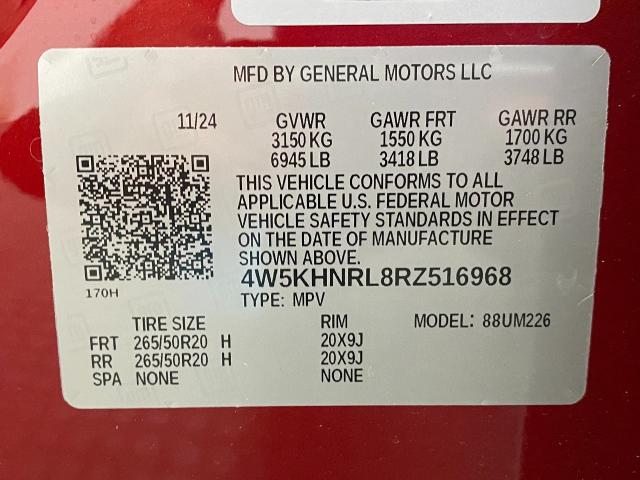 MFD BY GENERAL MOTORS LLC
11/24 GVWR GAWR FRT GAWR RR
3150 KG 1550 KG 1700 KG
6945 LB 3418 LB 3748 LB
THIS VEHICLE CONFORMS TO ALL
APPLICABLE U.S. FEDERAL MOTOR
VEHICLE SAFETY STANDARDS IN EFFECT
ON THE DATE OF MANUFACTURE
SHOWN ABOVE.
4W5KHNRL8RZ516968
170H
TYPE: MPV
TIRE SIZE RIM MODEL: 88UM226
FRT 265/50R20 H 20X9J
RR 265/50R20 H 20X9J
SPA NONE NONE